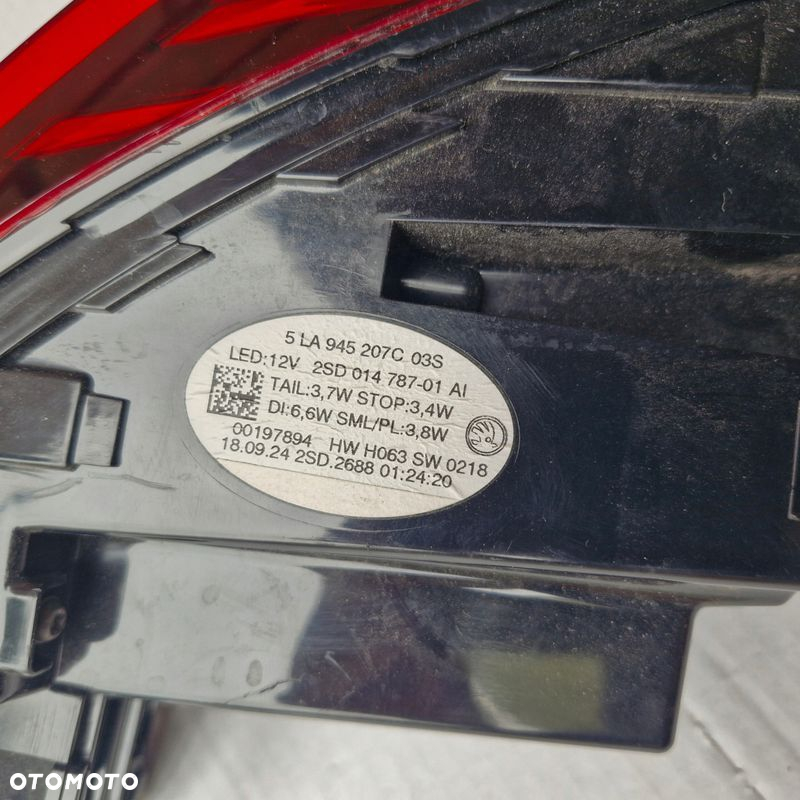 5 LA 945 207C 03S
LED:12V 2SD 014 787-01 AI
TAIL:3,7W STOP:3,4W
DI:6,6W SML/PL:3,8W
00197894 HW H063 SW 0218
18.09.24 2SD.2688 01:24:20
OTOMOTO